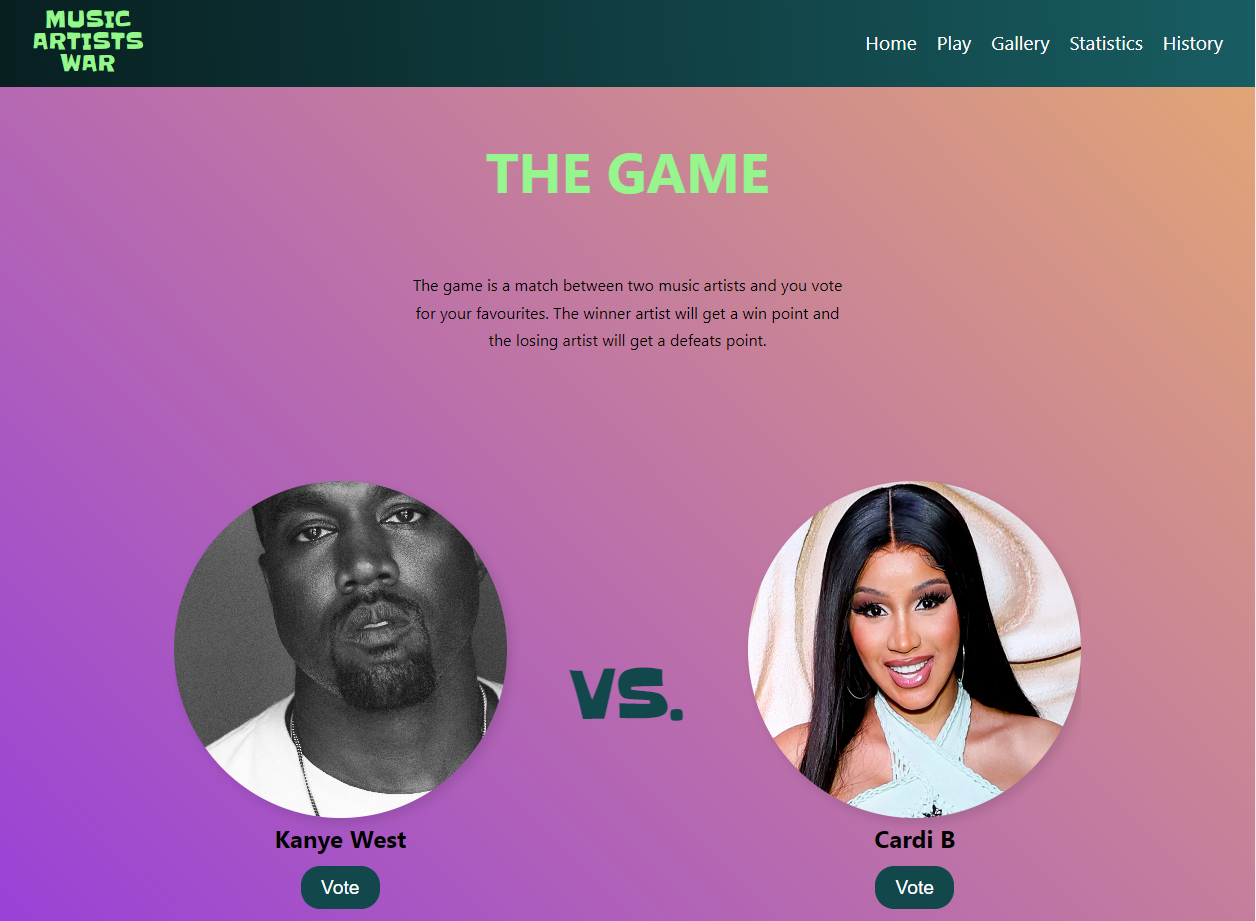 MUSIC
ARTISTS
WAR
Home Play Gallery Statistics History
THE GAME
The game is a match between two music artists and you vote
for your favourites. The winner artist will get a win point and
the losing artist will get a defeats point.
VS.
Kanye West Cardi B
Vote Vote